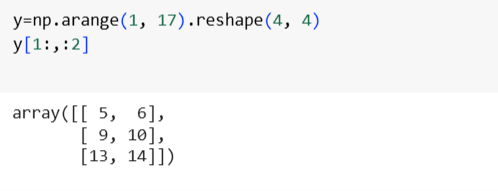 y=np.arange(1, 17).reshape(4, 4)
y[1:,:2]
array([[ 5,  6],
       [ 9, 10],
       [13, 14]])